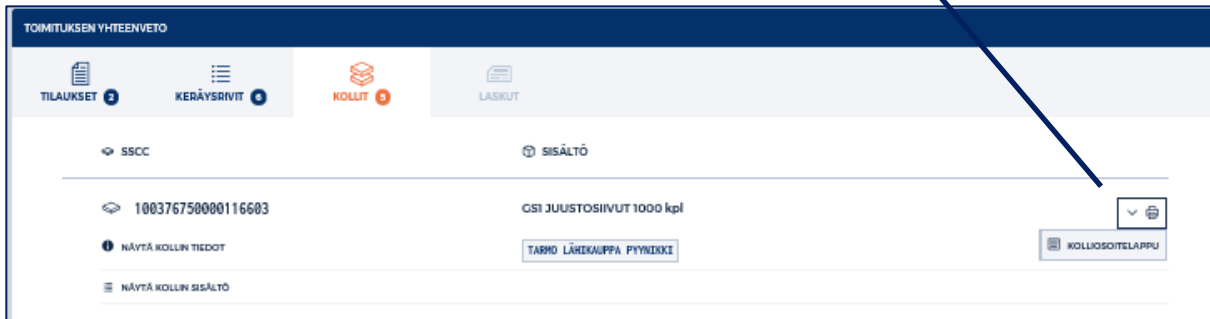 TOIMITUKSEN YHTEENVETO
TILAUKSET 2 KERÄYSRIVIT 6 KOLLIT 5 LASKUT
SSCC SISÄLTÖ
100376750000116603 GS1 JUUSTOSIIVUT 1000 kpl
NÄYTÄ KOLLIN TIEDOT TARMO LÄHIKAUPPA PYYNIKKI KOLLIOSOITELAPPU
NÄYTÄ KOLLIN SISÄLTÖ